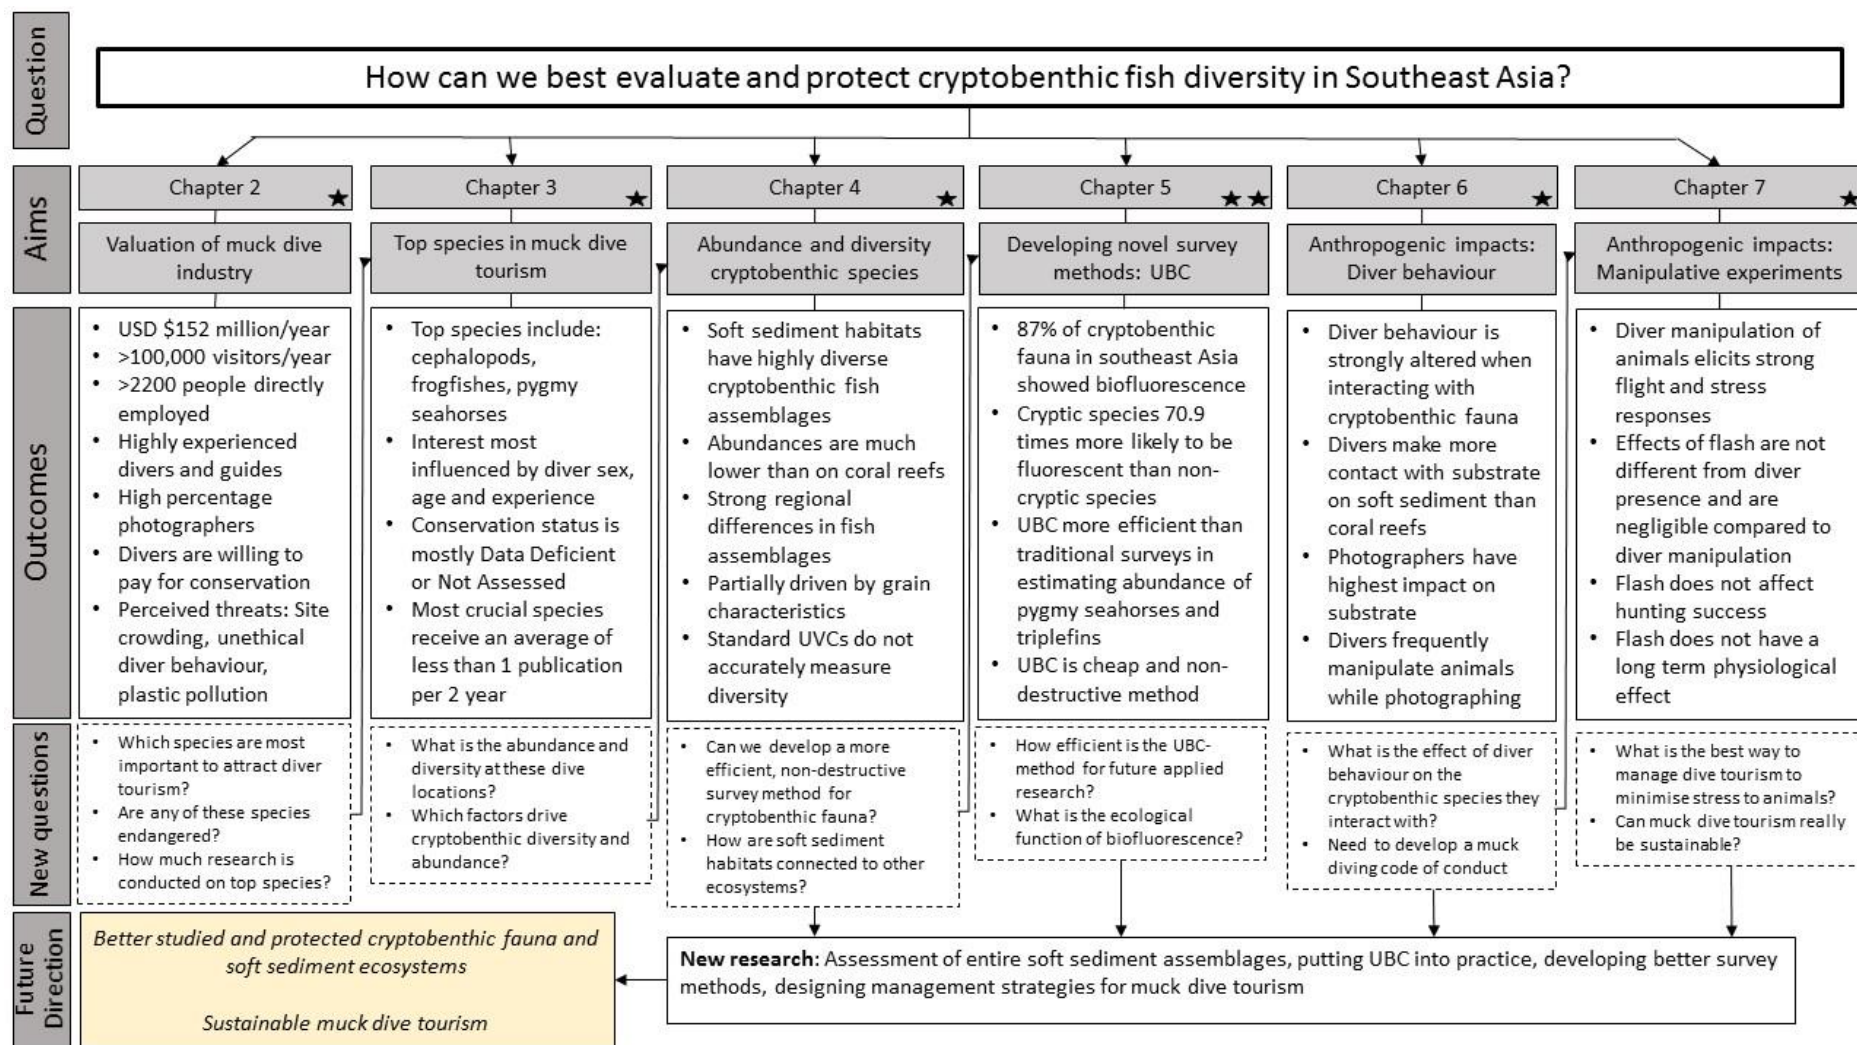 Question
How can we best evaluate and protect cryptobenthic fish diversity in Southeast Asia?
Aims
Chapter 2
Valuation of muck dive
industry
Chapter 3
Top species in muck dive
tourism
Chapter 4
Abundance and diversity
cryptobenthic species
Chapter 5
Developing novel survey
methods: UBC
Chapter 6
Anthropogenic impacts:
Diver behaviour
Chapter 7
Anthropogenic impacts:
Manipulative experiments
Outcomes
• USD $152 million/year
• >100,000 visitors/year
• >2200 people directly
employed
• Highly experienced
divers and guides
• High percentage
photographers
• Divers are willing to
pay for conservation
• Perceived threats: Site
crowding, unethical
diver behaviour,
plastic pollution
• Top species include:
cephalopods,
frogfishes, pygmy
seahorses
• Interest most
influenced by diver sex,
age and experience
• Conservation status is
mostly Data Deficient
or Not Assessed
• Most crucial species
receive an average of
less than 1 publication
per 2 year
• Soft sediment habitats
have highly diverse
cryptobenthic fish
assemblages
• Abundances are much
lower than on coral reefs
• Strong regional
differences in fish
assemblages
• Partially driven by grain
characteristics
• Standard UVCs do not
accurately measure
diversity
• 87% of cryptobenthic
fauna in southeast Asia
showed biofluorescence
• Cryptic species 70.9
times more likely to be
fluorescent than non-
cryptic species
• UBC more efficient than
traditional surveys in
estimating abundance of
pygmy seahorses and
triplefins
• UBC is cheap and non-
destructive method
• Diver behaviour is
strongly altered when
interacting with
cryptobenthic fauna
• Divers make more
contact with substrate
on soft sediment than
coral reefs
• Photographers have
highest impact on
substrate
• Divers frequently
manipulate animals
while photographing
• Diver manipulation of
animals elicits strong
flight and stress
responses
• Effects of flash are not
different from diver
presence and are
negligible compared to
diver manipulation
• Flash does not affect
hunting success
• Flash does not have a
long term physiological
effect
New questions
• Which species are most
important to attract diver
tourism?
• Are any of these species
endangered?
• How much research is
conducted on top species?
• What is the abundance and
diversity at these dive
locations?
• Which factors drive
cryptobenthic diversity and
abundance?
• Can we develop a more
efficient, non-destructive
survey method for
cryptobenthic fauna?
• How are soft sediment
habitats connected to other
ecosystems?
• How efficient is the UBC-
method for future applied
research?
• What is the ecological
function of biofluorescence?
• What is the effect of diver
behaviour on the
cryptobenthic species they
interact with?
• Need to develop a muck
diving code of conduct
• What is the best way to
manage dive tourism to
minimise stress to animals?
• Can muck dive tourism really
be sustainable?
Future
Direction
Better studied and protected cryptobenthic fauna and
soft sediment ecosystems
Sustainable muck dive tourism
New research: Assessment of entire soft sediment assemblages, putting UBC into practice, developing better survey
methods, designing management strategies for muck dive tourism